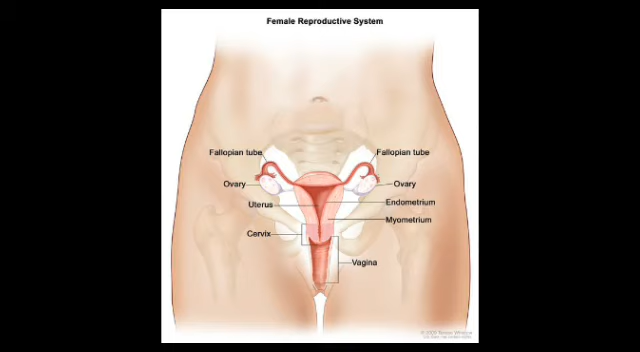 Female Reproductive System
Fallopian tube Fallopian tube
Ovary Ovary
Uterus Endometrium
Myometrium
Cervix
Vagina